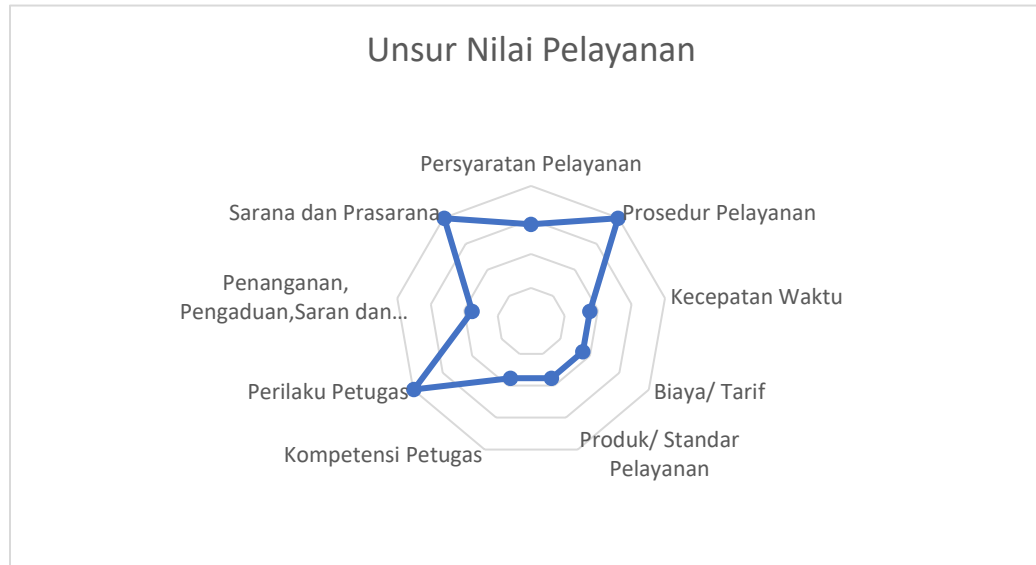 Unsur Nilai Pelayanan
Persyaratan Pelayanan
Prosedur Pelayanan
Kecepatan Waktu
Biaya/ Tarif
Produk/ Standar
Pelayanan
Kompetensi Petugas
Perilaku Petugas
Penanganan,
Pengaduan,Saran dan...
Sarana dan Prasarana